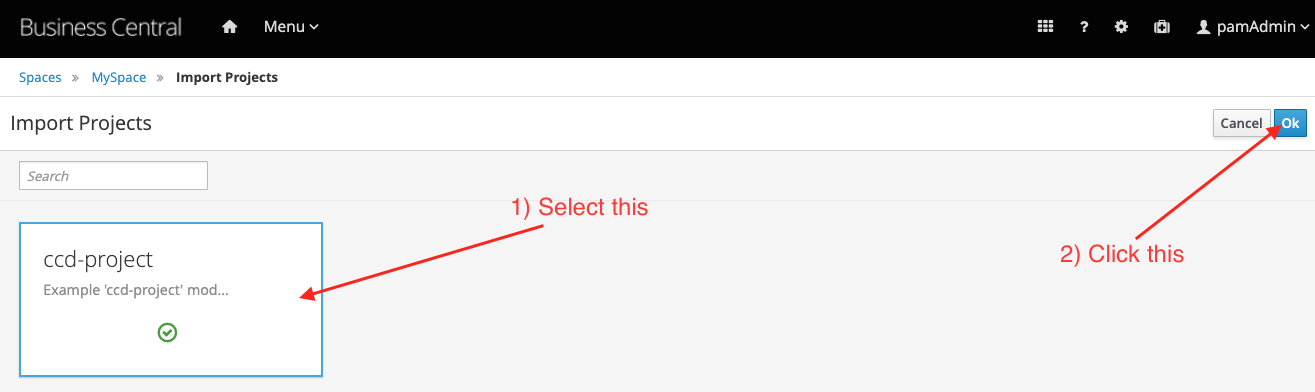 Business Central Menu ? pamAdmin
Spaces » MySpace » Import Projects
Import Projects Cancel Ok
Search
1) Select this
ccd-project
2) Click this
Example 'ccd-project' mod...